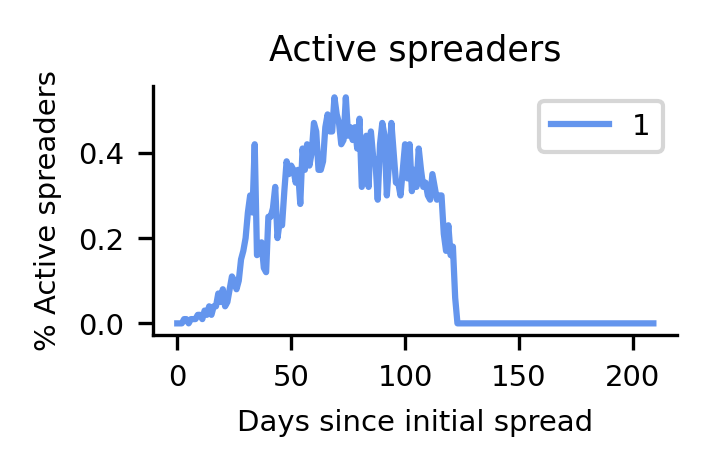 Active spreaders
1
% Active spreaders
0.4
0.2
0.0
0 50 100 150 200
Days since initial spread